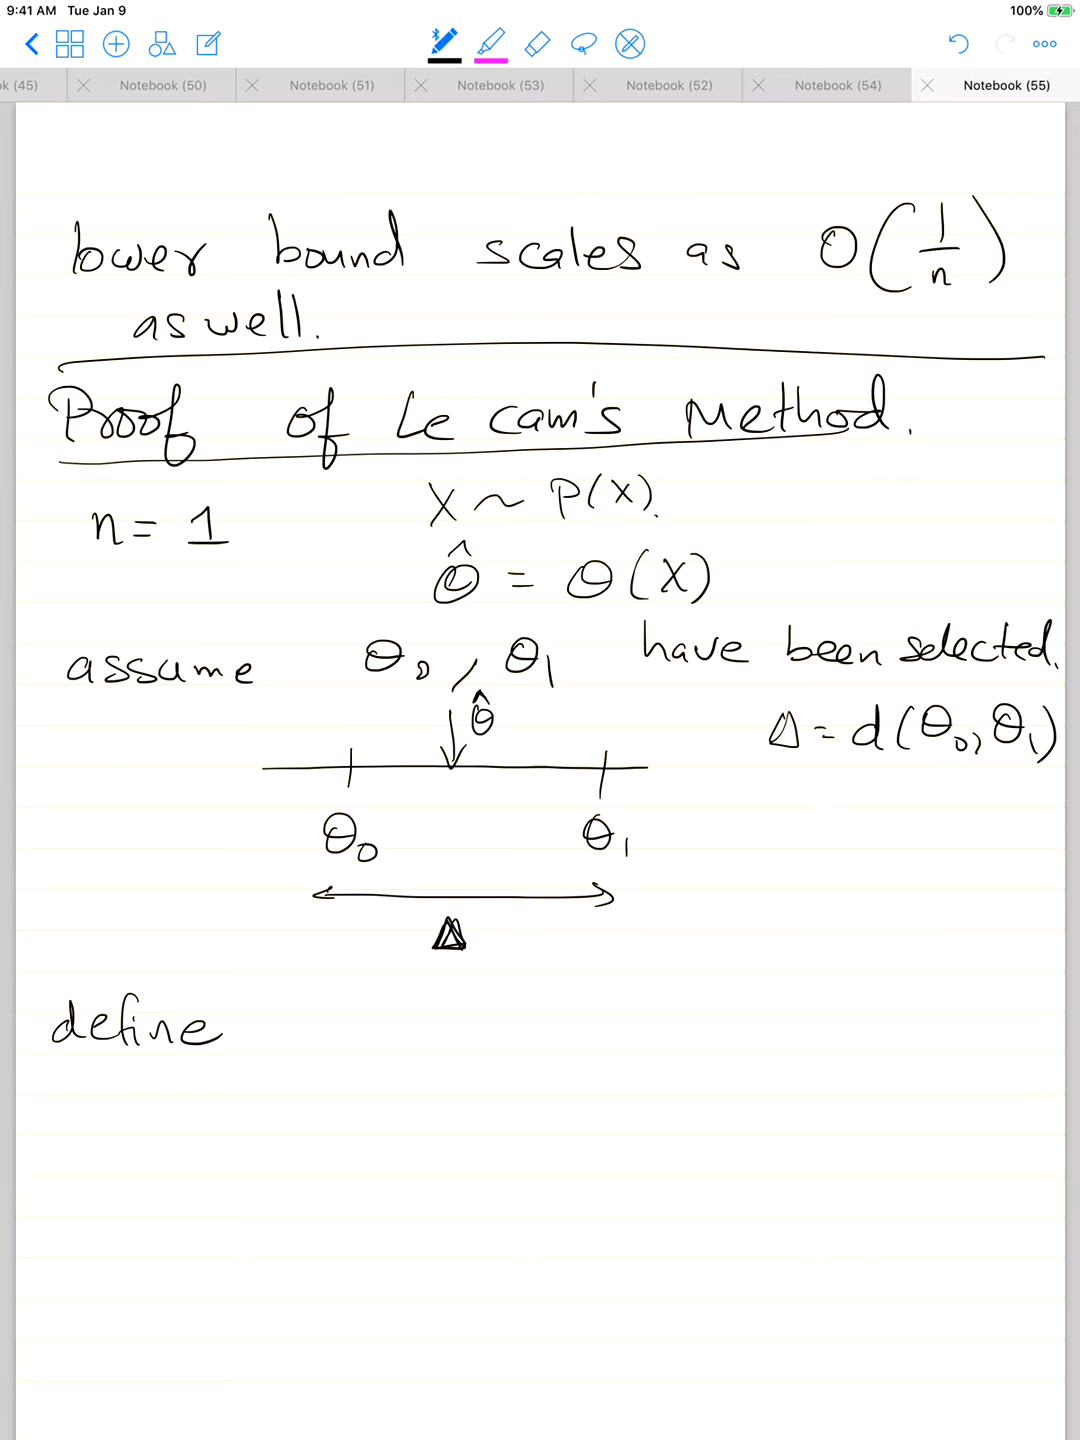 9:41 AM Tue Jan 9 100%
ok (45) Notebook (50) Notebook (51) Notebook (53) Notebook (52) Notebook (54) Notebook (55)
lower bound scales as O(1/n)
as well.
Proof of Le Cam's Method.
n = 1 X ~ P(X).
θ̂ = θ(X)
assume θ₀, θ₁ have been selected.
θ̂ Δ = d(θ₀, θ₁)
θ₀ θ₁
Δ
define